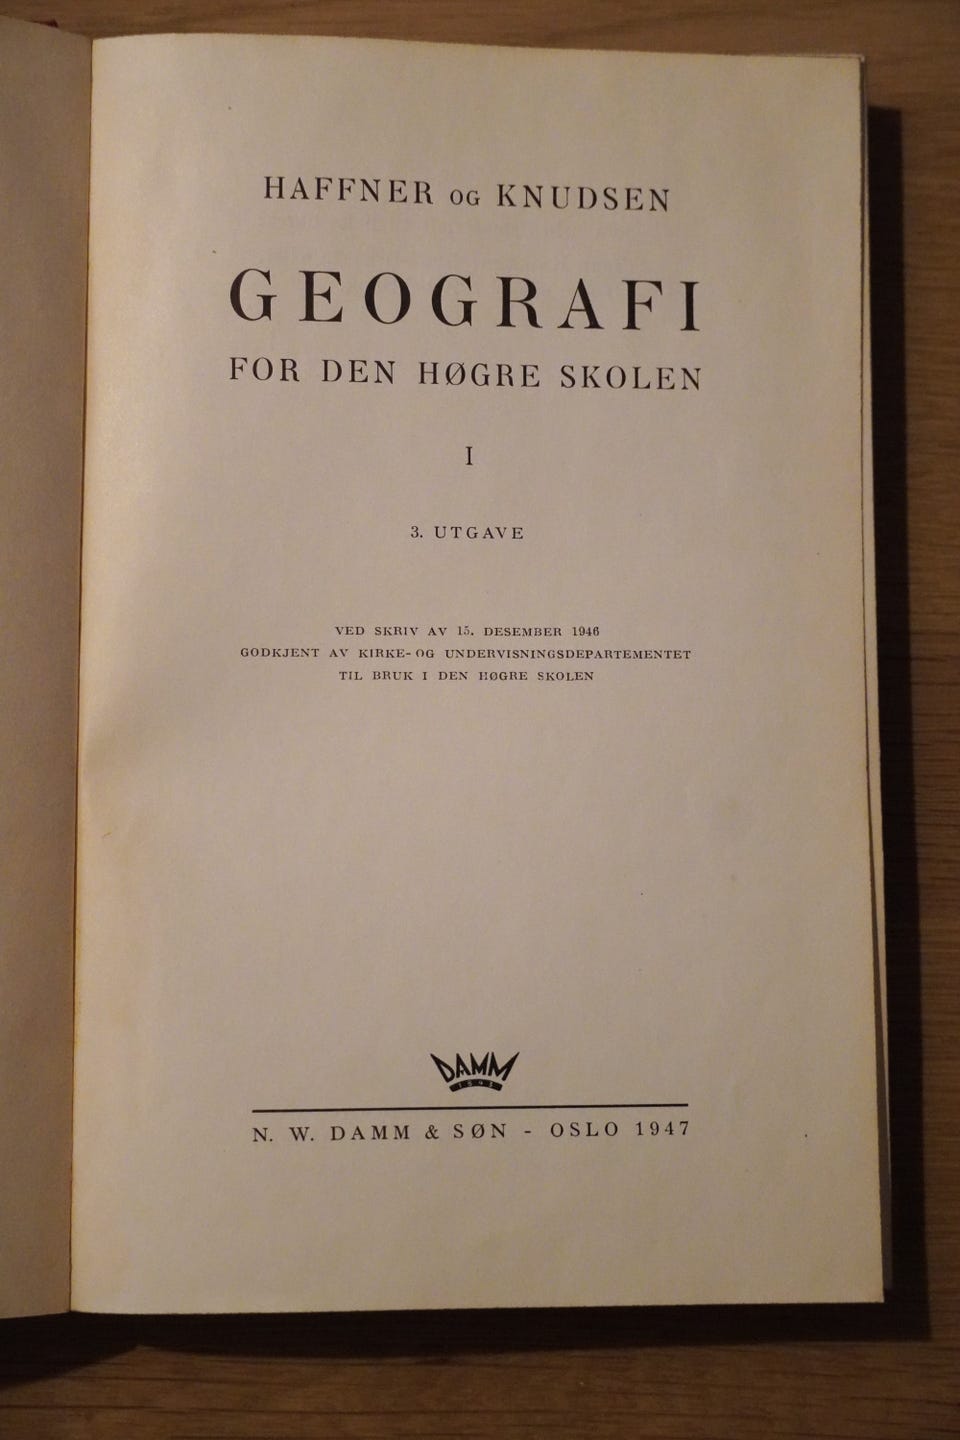 HAFFNER OG KNUDSEN
GEOGRAFI
FOR DEN HØGRE SKOLEN
I
3. UTGAVE
VED SKRIV AV 15. DESEMBER 1946
GODKJENT AV KIRKE- OG UNDERVISNINGSDEPARTEMENTET
TIL BRUK I DEN HØGRE SKOLEN
DAMM
N. W. DAMM & SØN - OSLO 1947